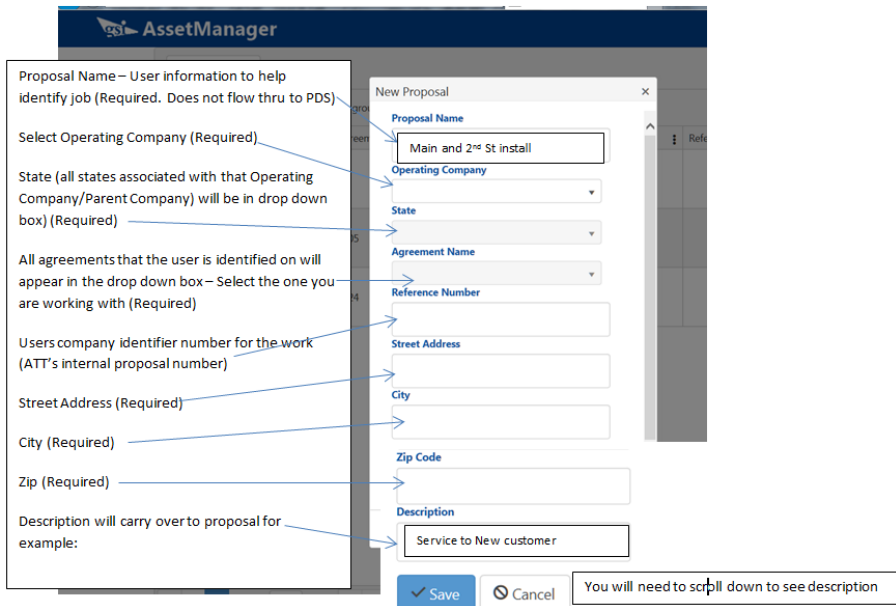 gsi AssetManager
Proposal Name – User information to help
identify job (Required. Does not flow thru to PDS)
Select Operating Company (Required)
State (all states associated with that Operating
Company/Parent Company) will be in drop down
box) (Required)
All agreements that the user is identified on will
appear in the drop down box – Select the one you
are working with (Required)
Users company identifier number for the work
(ATT's internal proposal number)
Street Address (Required)
City (Required)
Zip (Required)
Description will carry over to proposal for
example:
New Proposal ×
Proposal Name
Main and 2nd St install
Operating Company
State
Agreement Name
Reference Number
Street Address
City
Zip Code
Description
Service to New customer
Save
Cancel
You will need to scroll down to see description